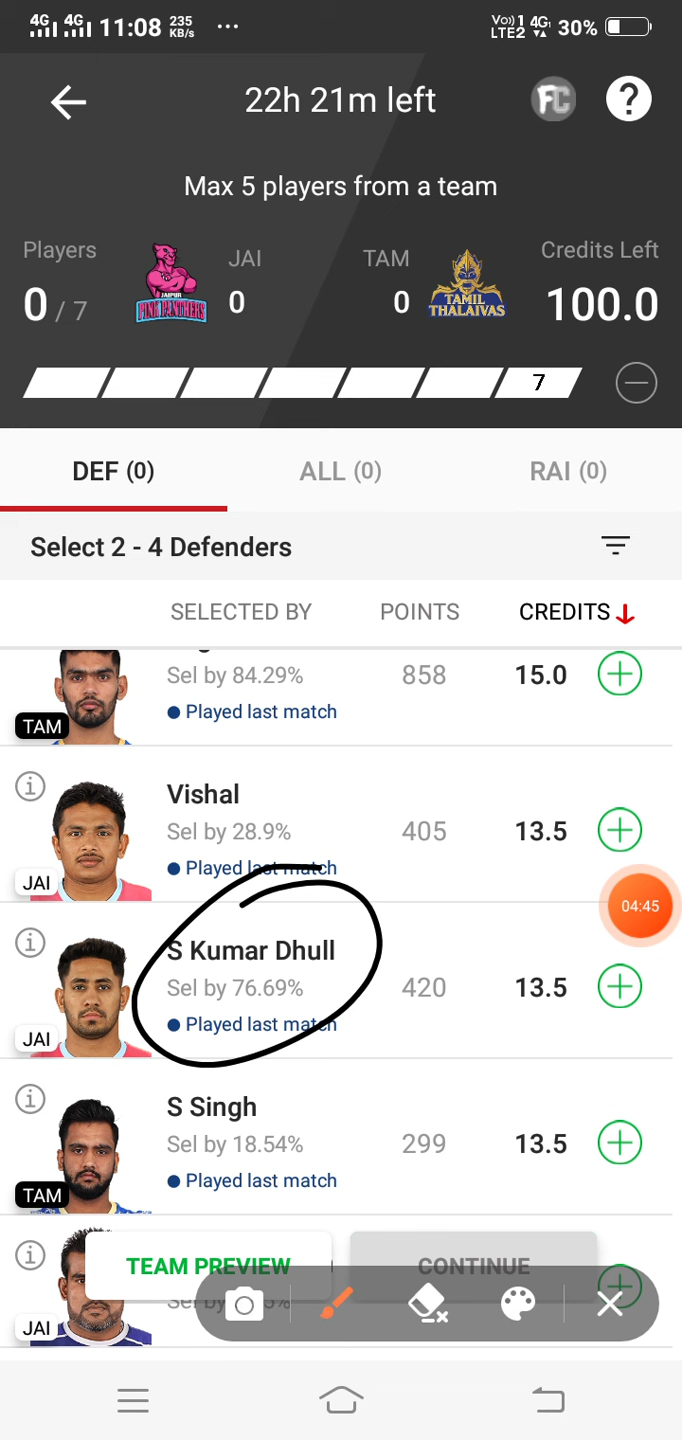 4G 4G 11:08 235 KB/s ... Vo)) 1 4G LTE2 30%
22h 21m left FC ?
Max 5 players from a team
Players JAI TAM Credits Left
0 / 7 JAIPUR PINK PANTHERS 0 0 TAMIL THALAIVAS 100.0
7
DEF (0) ALL (0) RAI (0)
Select 2 - 4 Defenders
SELECTED BY POINTS CREDITS
Sel by 84.29% 858 15.0
TAM Played last match
Vishal
Sel by 28.9% 405 13.5
JAI Played last match
04:45
S Kumar Dhull
Sel by 76.69% 420 13.5
JAI Played last match
S Singh
Sel by 18.54% 299 13.5
TAM Played last match
TEAM PREVIEW CONTINUE
Sel by
JAI